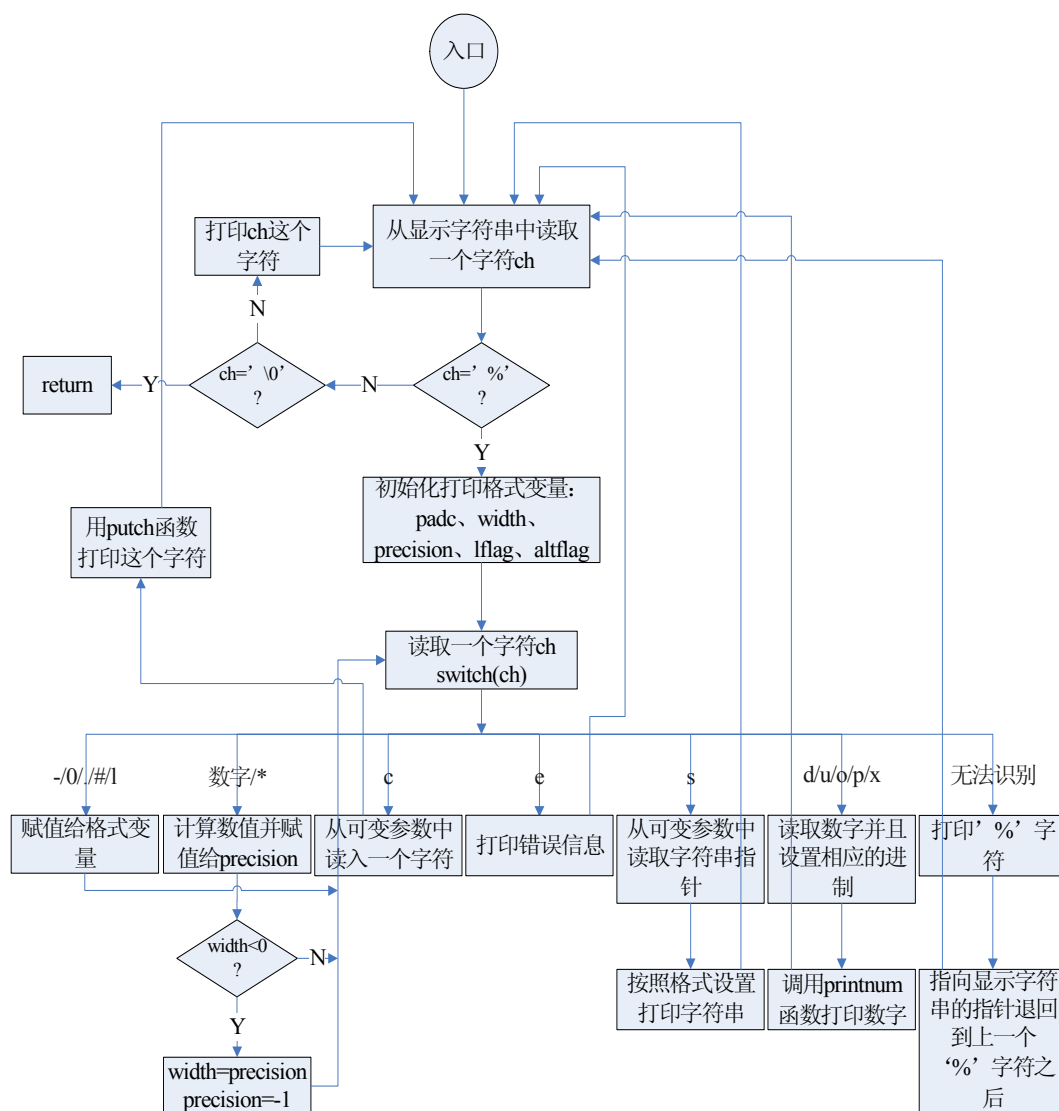 入口
从显示字符串中读取
一个字符ch
打印ch这个
字符
N
ch=’\0’
?
Y
return
N
ch=’%’
?
Y
初始化打印格式变量：
padc、width、
precision、lflag、altflag
用putch函数
打印这个字符
读取一个字符ch
switch(ch)
-/0/./#/l
数字/*
c
e
s
d/u/o/p/x
无法识别
赋值给格式变
量
计算数值并赋
值给precision
从可变参数中
读入一个字符
打印错误信息
从可变参数中
读取字符串指
针
读取数字并且
设置相应的进
制
打印’%’字
符
width<0
?
N
Y
width=precision
precision=-1
按照格式设置
打印字符串
调用printnum
函数打印数字
指向显示字符
串的指针退回
到上一个
‘%’字符之
后